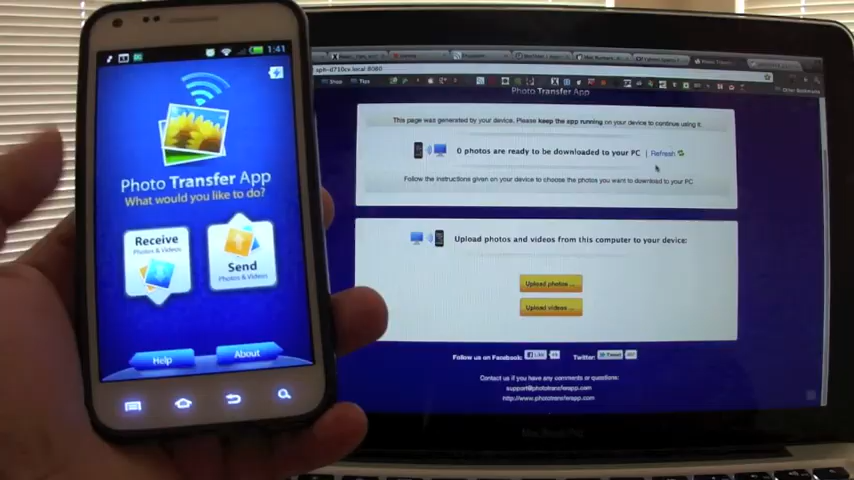 1:41
Photo Transfer App
What would you like to do?
Receive
Photos & Videos
Send
Photos & Videos
Help
About
Photo Transfer App
This page was generated by your device. Please keep the app running on your device to continue using it.
0 photos are ready to be downloaded to your PC | Refresh
Follow the instructions given on your device to choose the photos you want to download to your PC
Upload photos and videos from this computer to your device:
Upload photos ...
Upload videos ...
Follow us on Facebook: Like Twitter: Tweet
Contact us if you have any comments or questions:
support@phototransferapp.com
http://www.phototransferapp.com